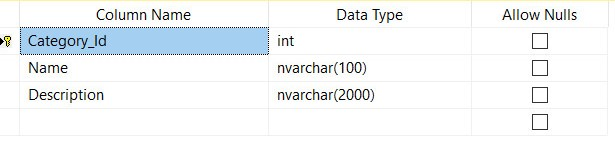 Column Name Data Type Allow Nulls
Category_Id int
Name nvarchar(100)
Description nvarchar(2000)